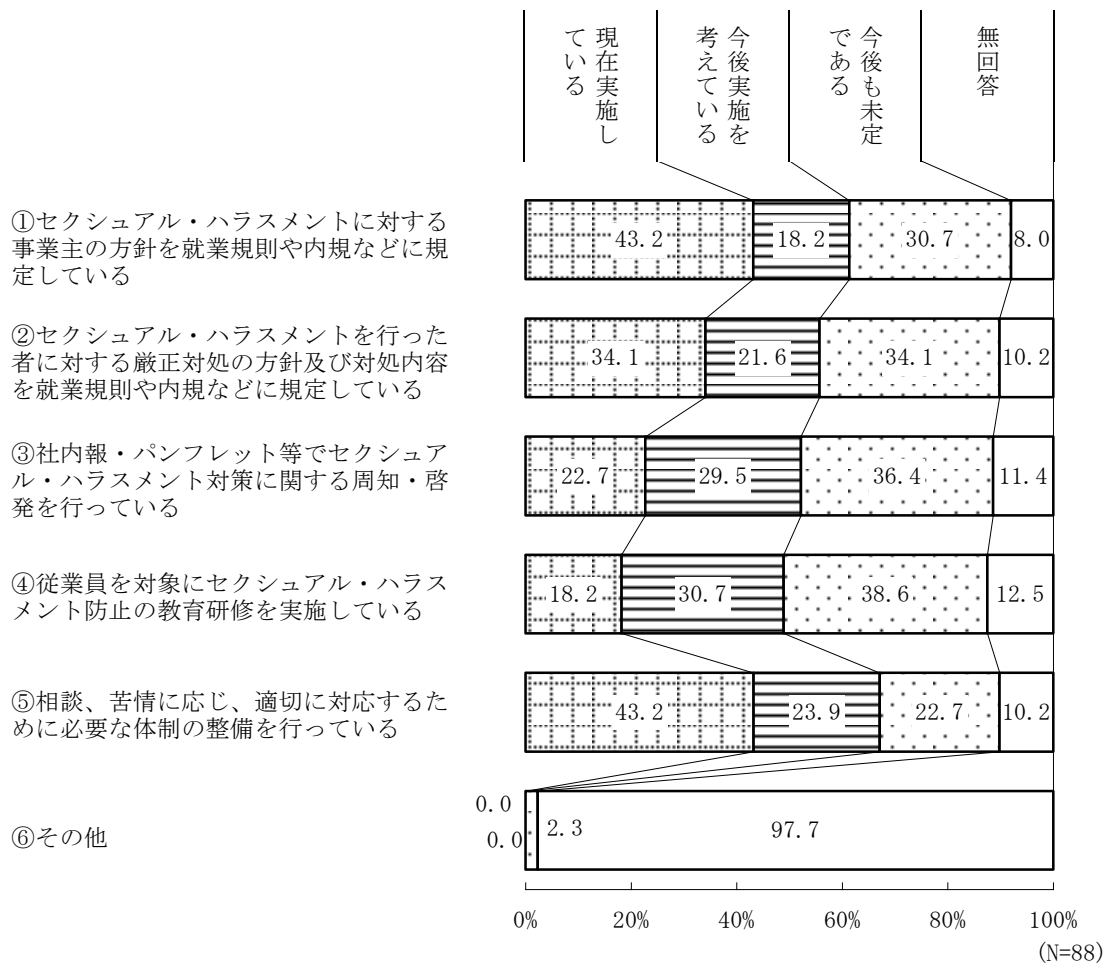 現在実施し
ている
今後実施を
考えている
今後も未定
である
無回答
①セクシュアル・ハラスメントに対する
事業主の方針を就業規則や内規などに規
定している
43.2
18.2
30.7
8.0
②セクシュアル・ハラスメントを行った
者に対する厳正対処の方針及び対処内容
を就業規則や内規などに規定している
34.1
21.6
34.1
10.2
③社内報・パンフレット等でセクシュア
ル・ハラスメント対策に関する周知・啓
発を行っている
22.7
29.5
36.4
11.4
④従業員を対象にセクシュアル・ハラス
メント防止の教育研修を実施している
18.2
30.7
38.6
12.5
⑤相談、苦情に応じ、適切に対応するた
めに必要な体制の整備を行っている
43.2
23.9
22.7
10.2
⑥その他
0.0
0.0
2.3
97.7
0%
20%
40%
60%
80%
100%
(N=88)